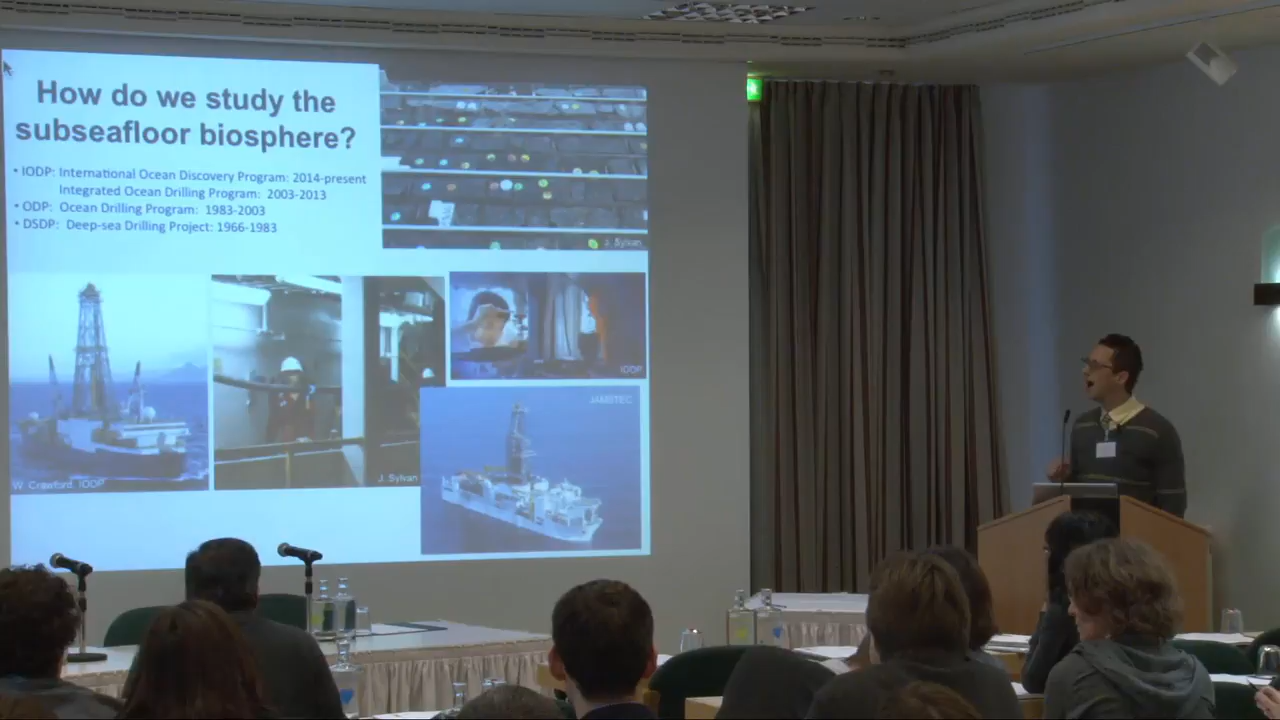 How do we study the
subseafloor biosphere?
• IODP: International Ocean Discovery Program: 2014-present
Integrated Ocean Drilling Program: 2003-2013
• ODP: Ocean Drilling Program: 1983-2003
• DSDP: Deep-sea Drilling Project: 1966-1983
J. Sylvan
W. Crawford, IODP
J. Sylvan
IODP
JAMSTEC